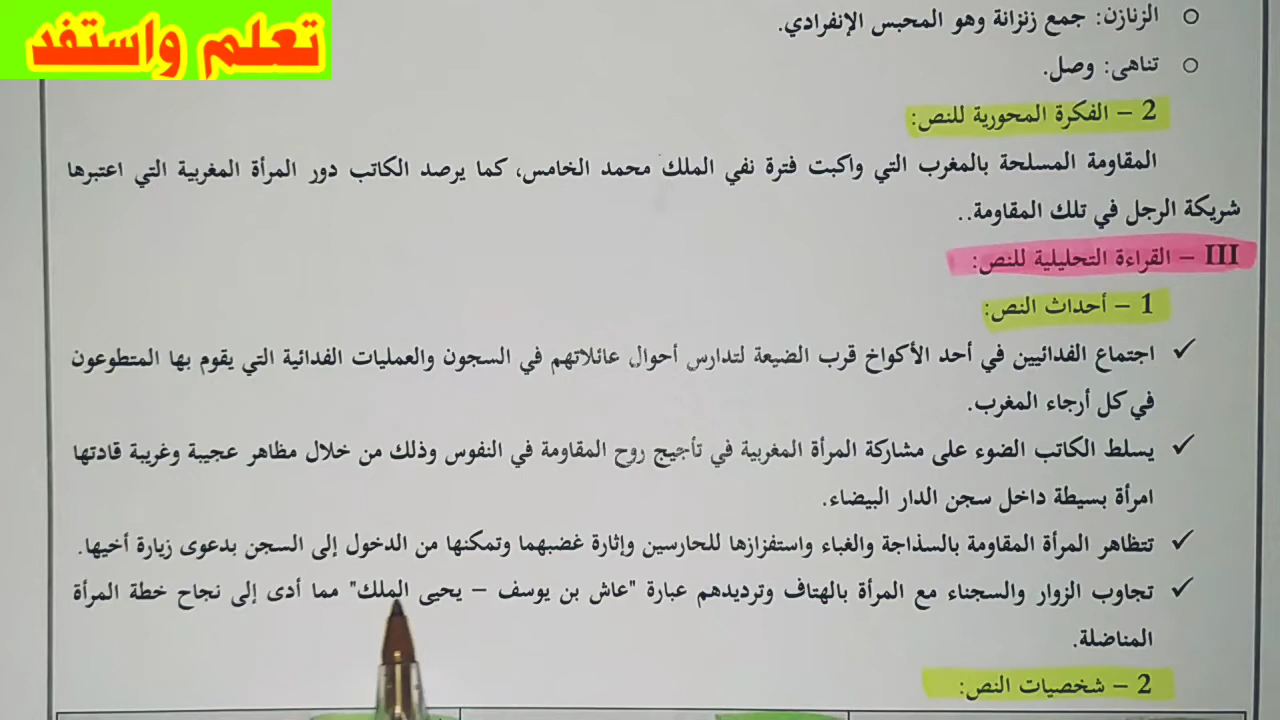 تعلم واستفد
○ الزنازن: جمع زنزانة وهو المحبس الإنفرادي.
○ تناهى: وصل.
2 – الفكرة المحورية للنص:
المقاومة المسلحة بالمغرب التي واكبت فترة نفي الملك محمد الخامس، كما يرصد الكاتب دور المرأة المغربية التي اعتبرها
شريكة الرجل في تلك المقاومة..
III – القراءة التحليلية للنص:
1 – أحداث النص:
✓ اجتماع الفدائيين في أحد الأكواخ قرب الضيعة لتدارس أحوال عائلاتهم في السجون والعمليات الفدائية التي يقوم بها المتطوعون
في كل أرجاء المغرب.
✓ يسلط الكاتب الضوء على مشاركة المرأة المغربية في تأجيج روح المقاومة في النفوس وذلك من خلال مظاهر عجيبة وغريبة قادتها
امرأة بسيطة داخل سجن الدار البيضاء.
✓ تتظاهر المرأة المقاومة بالسذاجة والغباء واستفزازها للحارسين وإثارة غضبهما وتمكنها من الدخول إلى السجن بدعوى زيارة أخيها.
✓ تجاوب الزوار والسجناء مع المرأة بالهتاف وترديدهم عبارة "عاش بن يوسف – يحيى الملك" مما أدى إلى نجاح خطة المرأة
المناضلة.
2 – شخصيات النص: